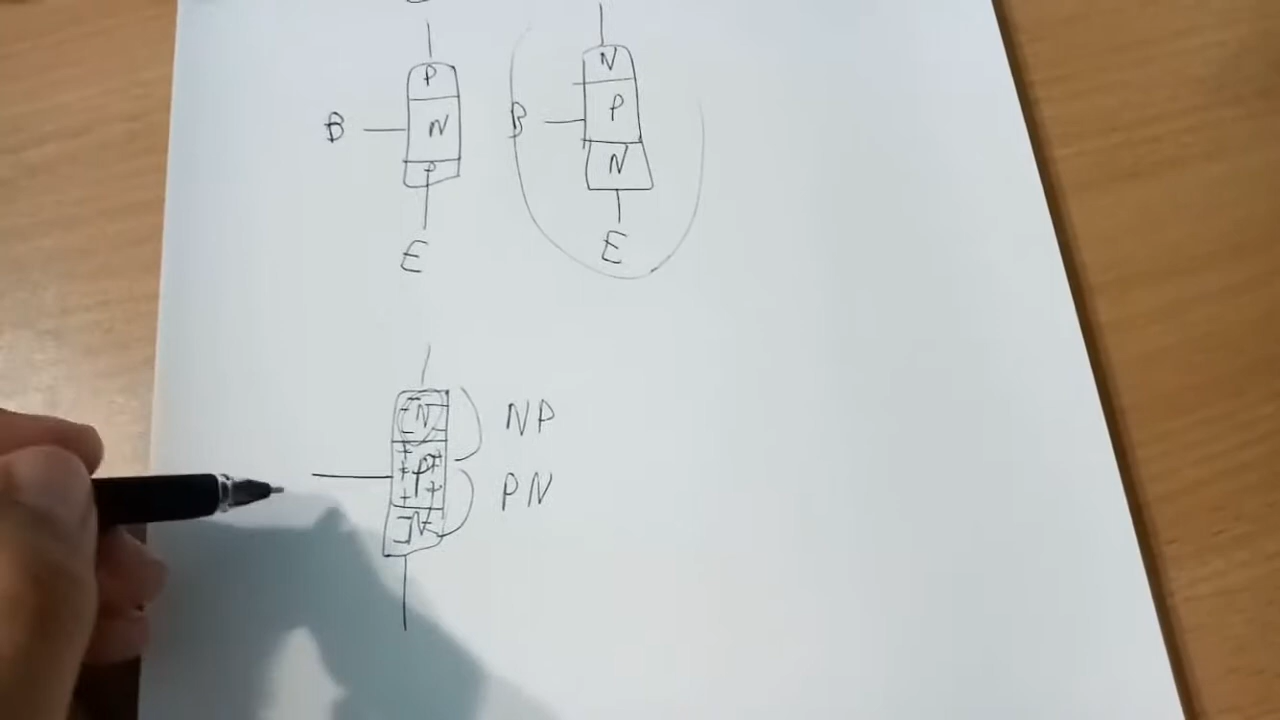 P N
B N B P
P N
E E
N NP
+ + P + + + +
N PN